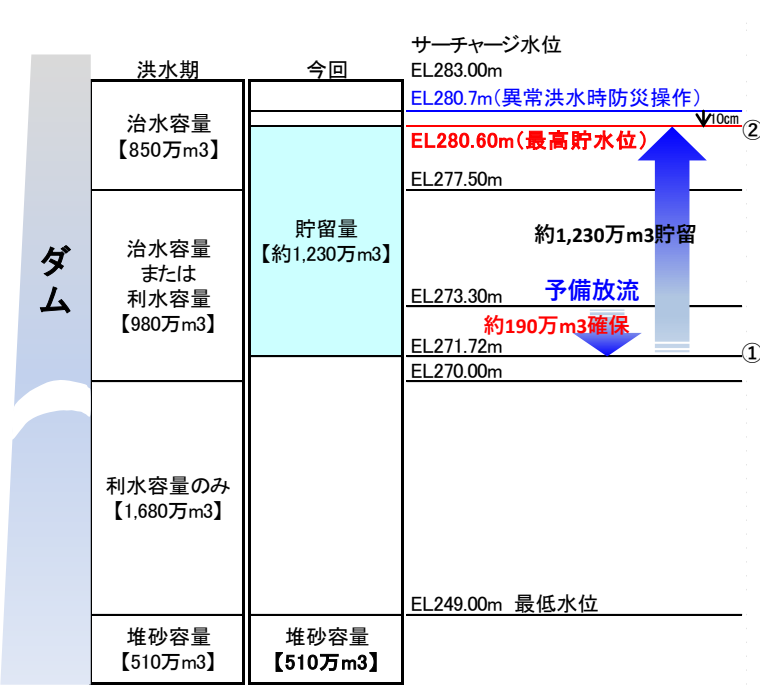 サーチャージ水位
洪水期
今回
EL283.00m
EL280.7m(異常洪水時防災操作)
10cm
②
EL280.60m(最高貯水位)
治水容量
【850万m3】
EL277.50m
貯留量
【約1,230万m3】
約1,230万m3貯留
治水容量
または
利水容量
【980万m3】
ダム
EL273.30m
予備放流
約190万m3確保
EL271.72m
①
EL270.00m
利水容量のみ
【1,680万m3】
EL249.00m 最低水位
堆砂容量
【510万m3】
堆砂容量
【510万m3】